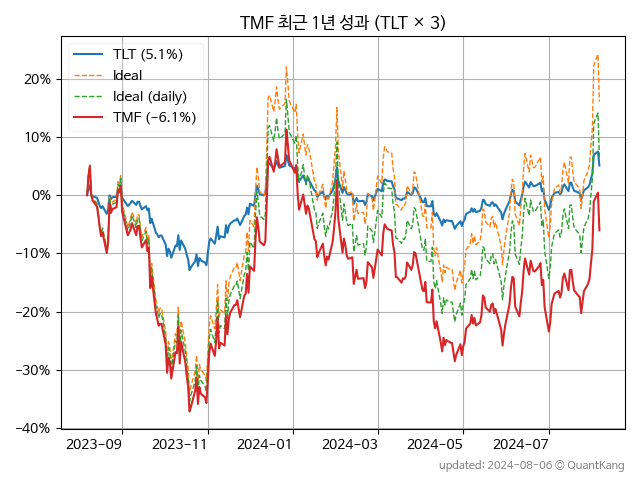 TMF 최근 1년 성과 (TLT × 3)
TLT (5.1%)
Ideal
Ideal (daily)
TMF (−6.1%)
20%
10%
0%
−10%
−20%
−30%
−40%
2023-09 2023-11 2024-01 2024-03 2024-05 2024-07
updated: 2024-08-06 © QuantKang